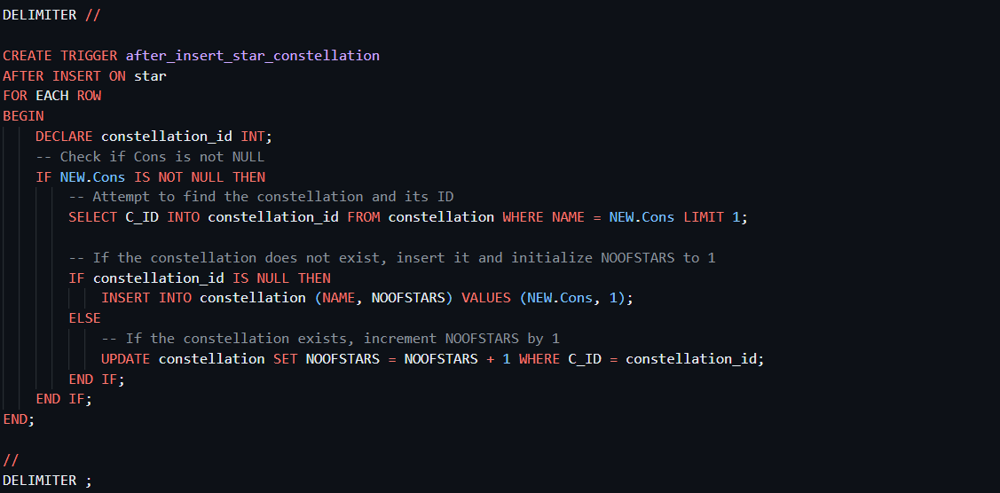 DELIMITER //
CREATE TRIGGER after_insert_star_constellation
AFTER INSERT ON star
FOR EACH ROW
BEGIN
DECLARE constellation_id INT;
-- Check if Cons is not NULL
IF NEW.Cons IS NOT NULL THEN
-- Attempt to find the constellation and its ID
SELECT C_ID INTO constellation_id FROM constellation WHERE NAME = NEW.Cons LIMIT 1;
-- If the constellation does not exist, insert it and initialize NOOFSTARS to 1
IF constellation_id IS NULL THEN
INSERT INTO constellation (NAME, NOOFSTARS) VALUES (NEW.Cons, 1);
ELSE
-- If the constellation exists, increment NOOFSTARS by 1
UPDATE constellation SET NOOFSTARS = NOOFSTARS + 1 WHERE C_ID = constellation_id;
END IF;
END IF;
END;
//
DELIMITER ;